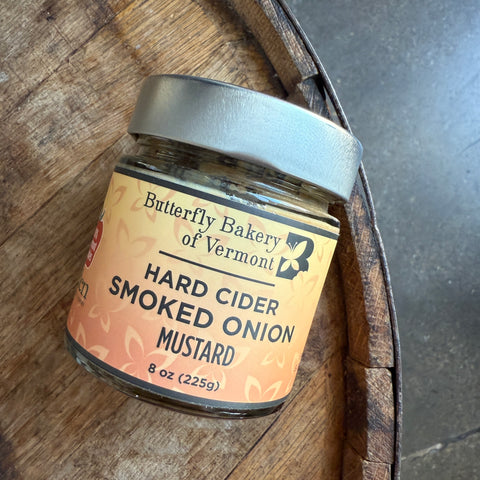 Butterfly Bakery
of Vermont
HARD CIDER
SMOKED ONION
MUSTARD
8 oz (225g)